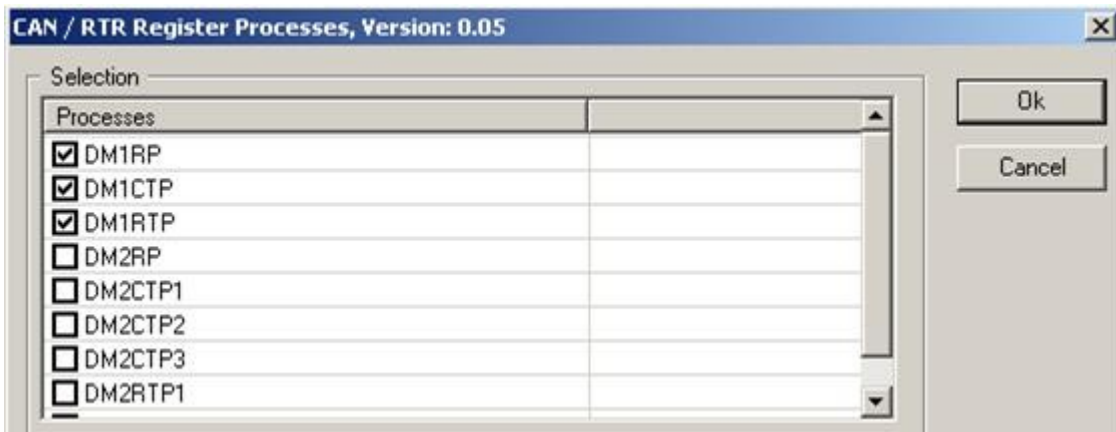 CAN / RTR Register Processes, Version: 0.05
Selection
Processes
Ok
DM1RP
DM1CTP
Cancel
DM1RTP
DM2RP
DM2CTP1
DM2CTP2
DM2CTP3
DM2RTP1